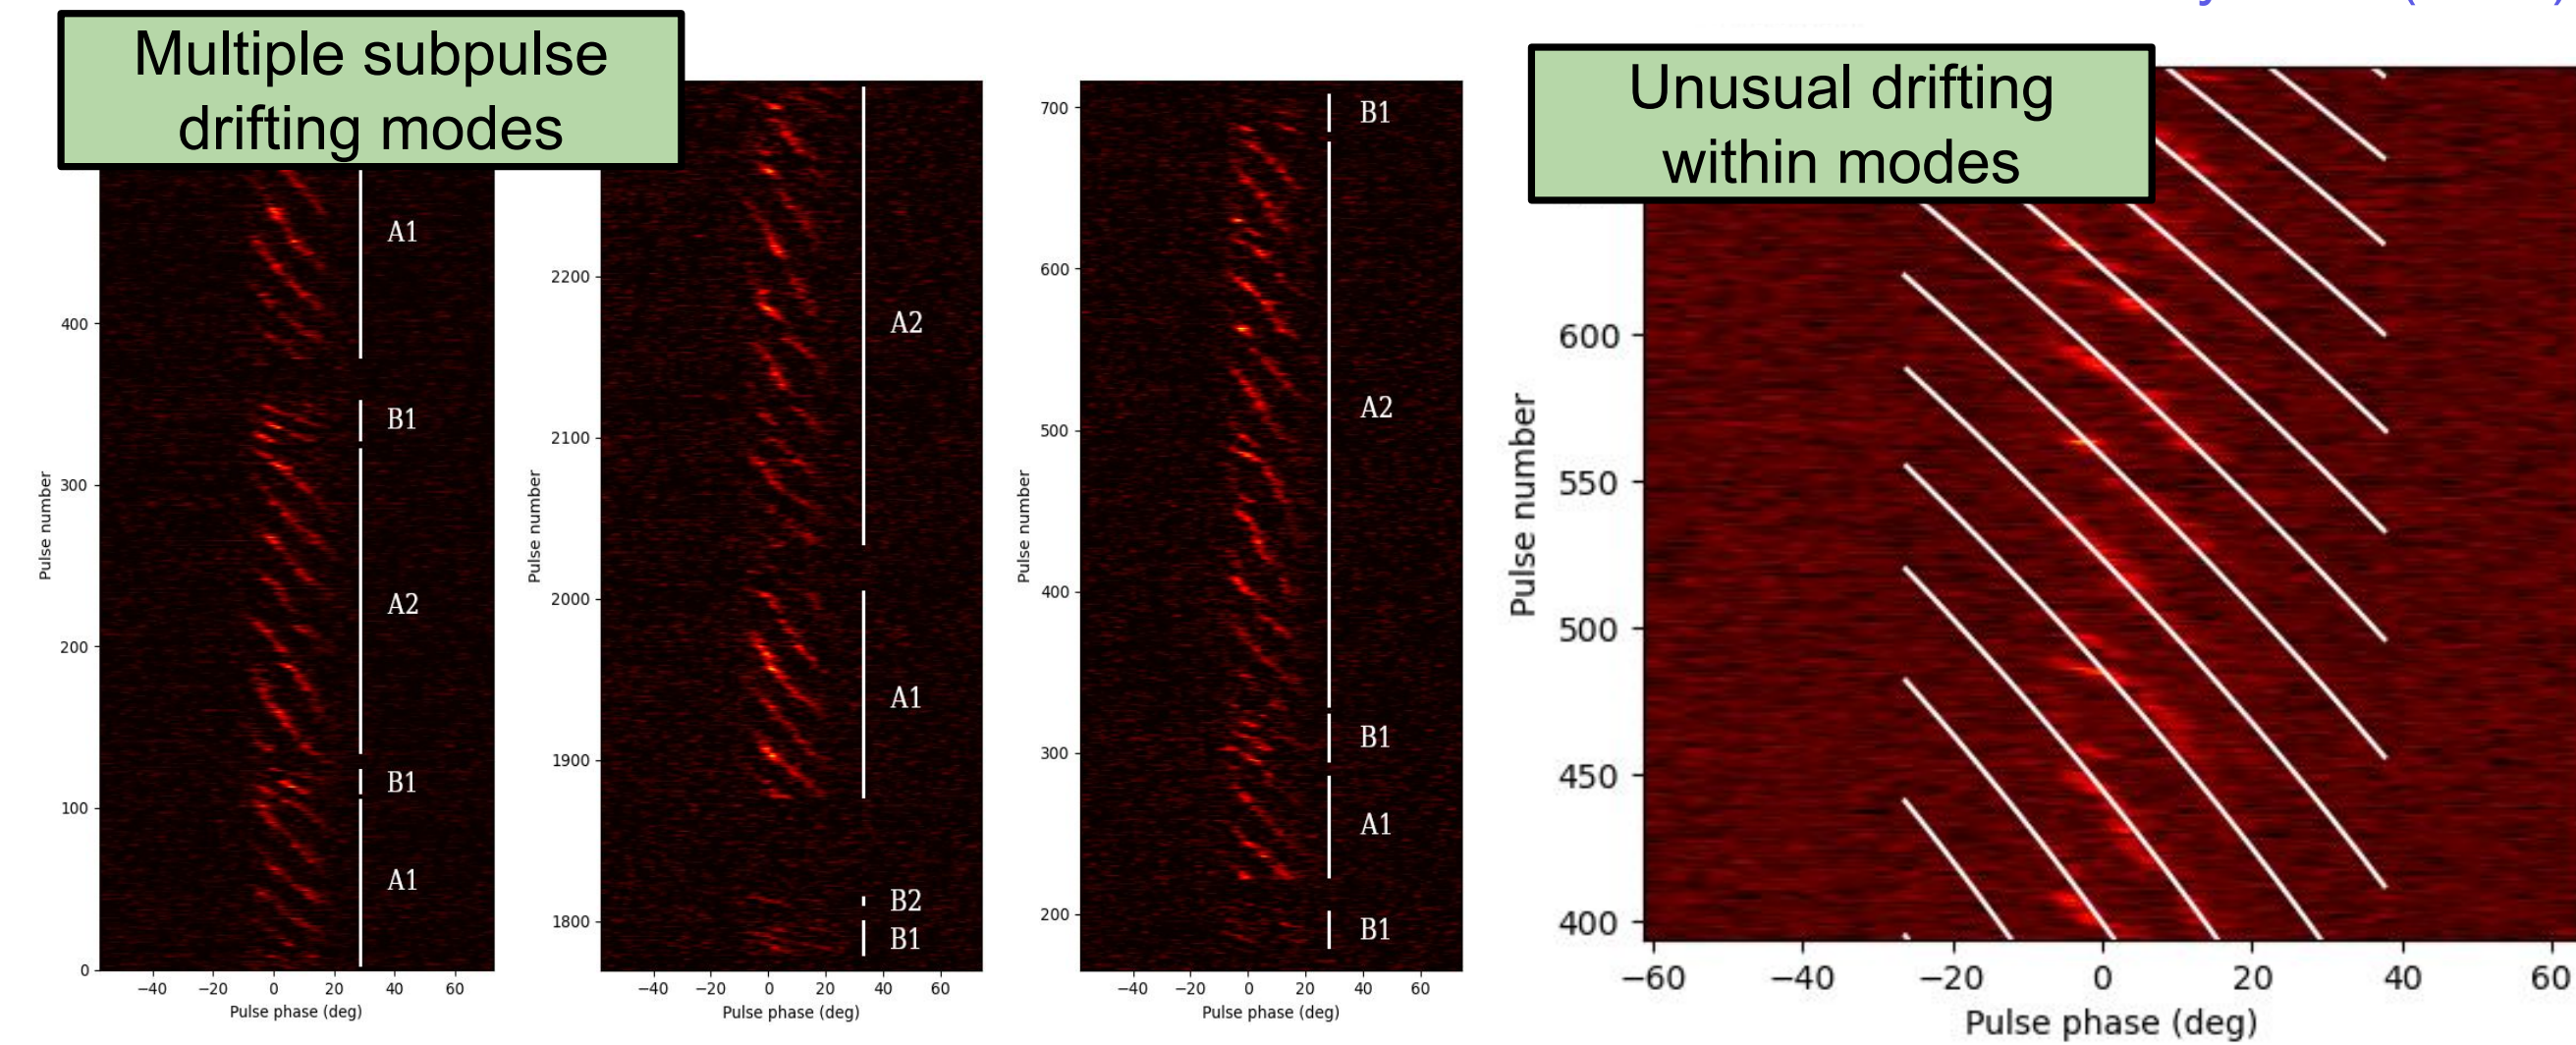 Multiple subpulse
drifting modes
A1
B1
A2
B1
A1
400
300
200
100
0
Pulse number
−40 −20 0 20 40 60
Pulse phase (deg)
A2
A1
B2
B1
2200
2100
2000
1900
1800
Pulse number
−40 −20 0 20 40 60
Pulse phase (deg)
B1
A2
B1
A1
B1
700
600
500
400
300
200
Pulse number
−40 −20 0 20 40 60
Pulse phase (deg)
Unusual drifting
within modes
600
550
500
450
400
Pulse number
−60 −40 −20 0 20 40 60
Pulse phase (deg)